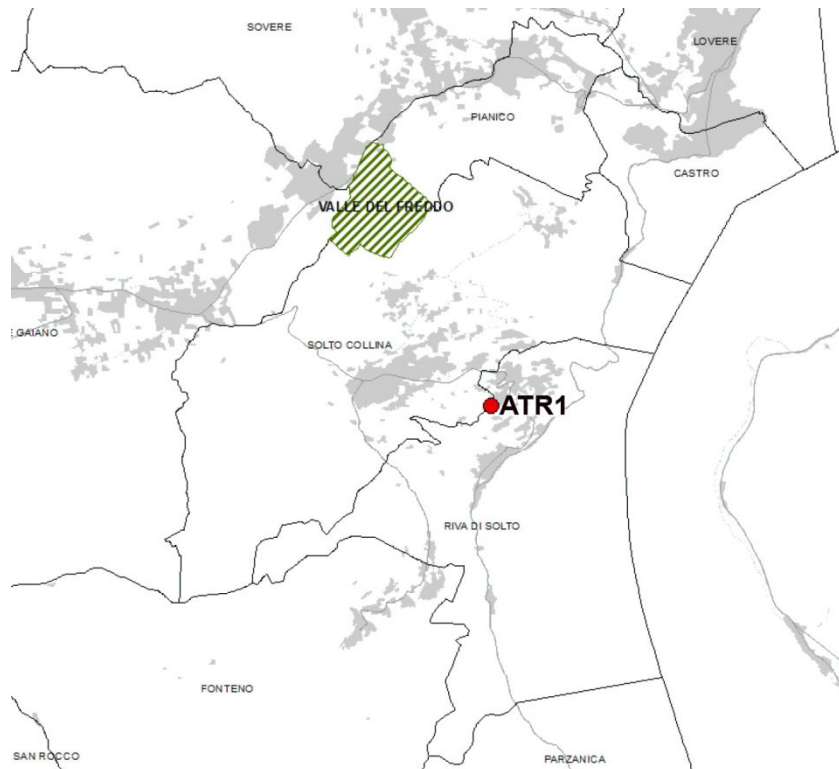 SOVERE
LOVERE
PIANICO
CASTRO
VALLE DEL FREDDO
E GAIANO
SOLTO COLLINA
ATR1
RIVA DI SOLTO
FONTENO
SAN ROCCO
PARZANICA